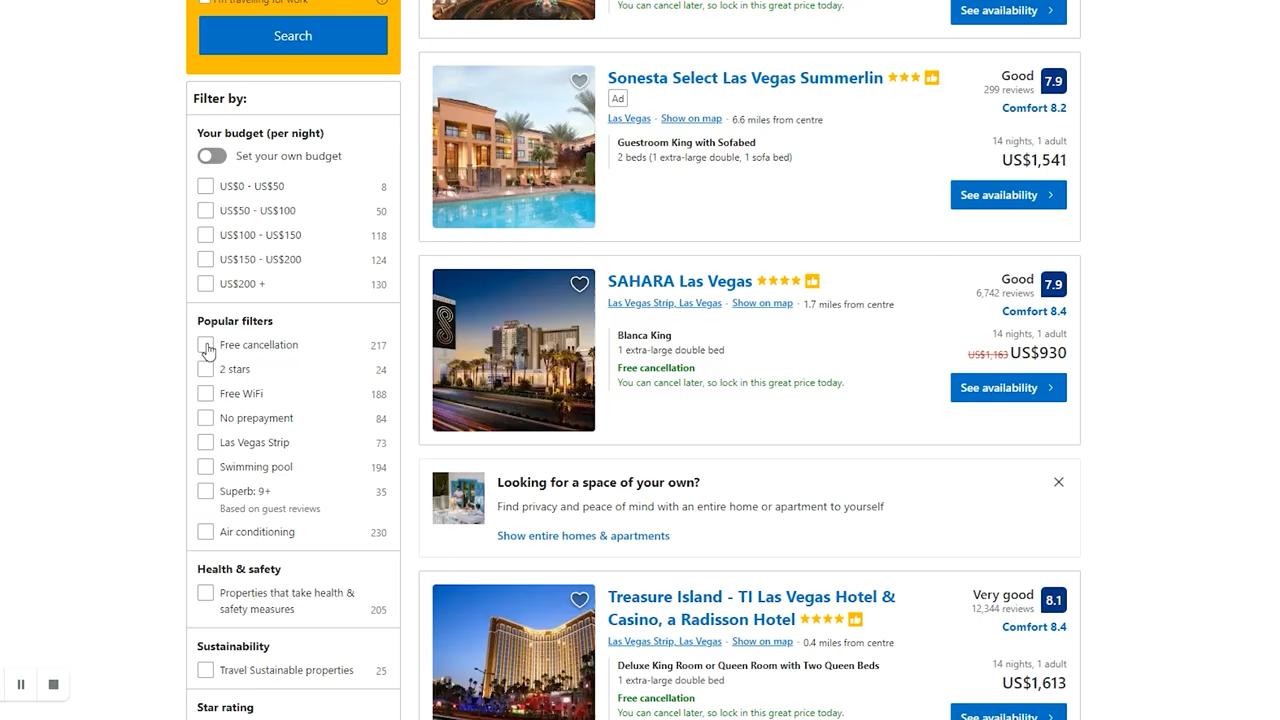 I'm travelling for work
Search
Filter by:
Your budget (per night)
Set your own budget
US$0 - US$50 8
US$50 - US$100 50
US$100 - US$150 118
US$150 - US$200 124
US$200 + 130
Popular filters
Free cancellation 217
2 stars 24
Free WiFi 188
No prepayment 84
Las Vegas Strip 73
Swimming pool 194
Superb: 9+ 35
Based on guest reviews
Air conditioning 230
Health & safety
Properties that take health &
safety measures 205
Sustainability
Travel Sustainable properties 25
Star rating
You can cancel later, so lock in this great price today.
See availability
Sonesta Select Las Vegas Summerlin
Ad
Las Vegas · Show on map · 6.6 miles from centre
Guestroom King with Sofabed
2 beds (1 extra-large double, 1 sofa bed)
Good 7.9
299 reviews
Comfort 8.2
14 nights, 1 adult
US$1,541
See availability
SAHARA Las Vegas
Las Vegas Strip, Las Vegas · Show on map · 1.7 miles from centre
Blanca King
1 extra-large double bed
Free cancellation
You can cancel later, so lock in this great price today.
Good 7.9
6,742 reviews
Comfort 8.4
14 nights, 1 adult
US$1,163 US$930
See availability
Looking for a space of your own?
Find privacy and peace of mind with an entire home or apartment to yourself
Show entire homes & apartments
Treasure Island - TI Las Vegas Hotel &
Casino, a Radisson Hotel
Las Vegas Strip, Las Vegas · Show on map · 0.4 miles from centre
Deluxe King Room or Queen Room with Two Queen Beds
1 extra-large double bed
Free cancellation
You can cancel later, so lock in this great price today.
Very good 8.1
12,344 reviews
Comfort 8.4
14 nights, 1 adult
US$1,613
See availability